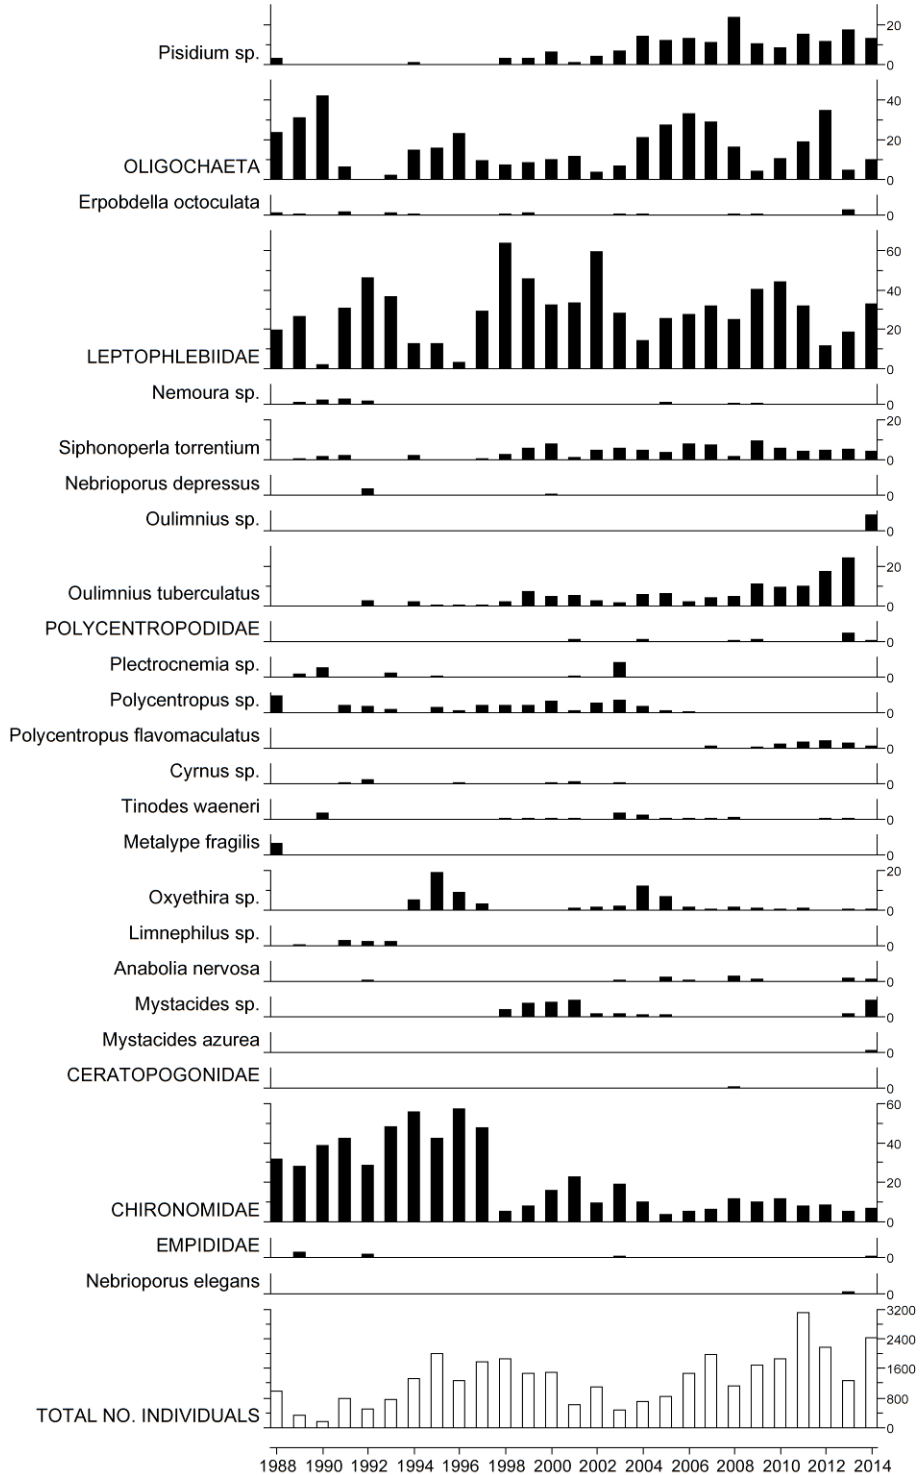 Pisidium sp.
20
0
OLIGOCHAETA
40
20
0
Erpobdella octoculata
0
LEPTOPHLEBIIDAE
60
40
20
0
Nemoura sp.
0
Siphonoperla torrentium
20
0
Nebrioporus depressus
0
Oulimnius sp.
0
Oulimnius tuberculatus
20
0
POLYCENTROPODIDAE
0
Plectrocnemia sp.
0
Polycentropus sp.
0
Polycentropus flavomaculatus
0
Cyrnus sp.
0
Tinodes waeneri
0
Metalype fragilis
0
Oxyethira sp.
20
0
Limnephilus sp.
0
Anabolia nervosa
0
Mystacides sp.
0
Mystacides azurea
0
CERATOPOGONIDAE
0
CHIRONOMIDAE
60
40
20
0
EMPIDIDAE
0
Nebrioporus elegans
0
TOTAL NO. INDIVIDUALS
3200
2400
1600
800
0
1988 1990 1992 1994 1996 1998 2000 2002 2004 2006 2008 2010 2012 2014